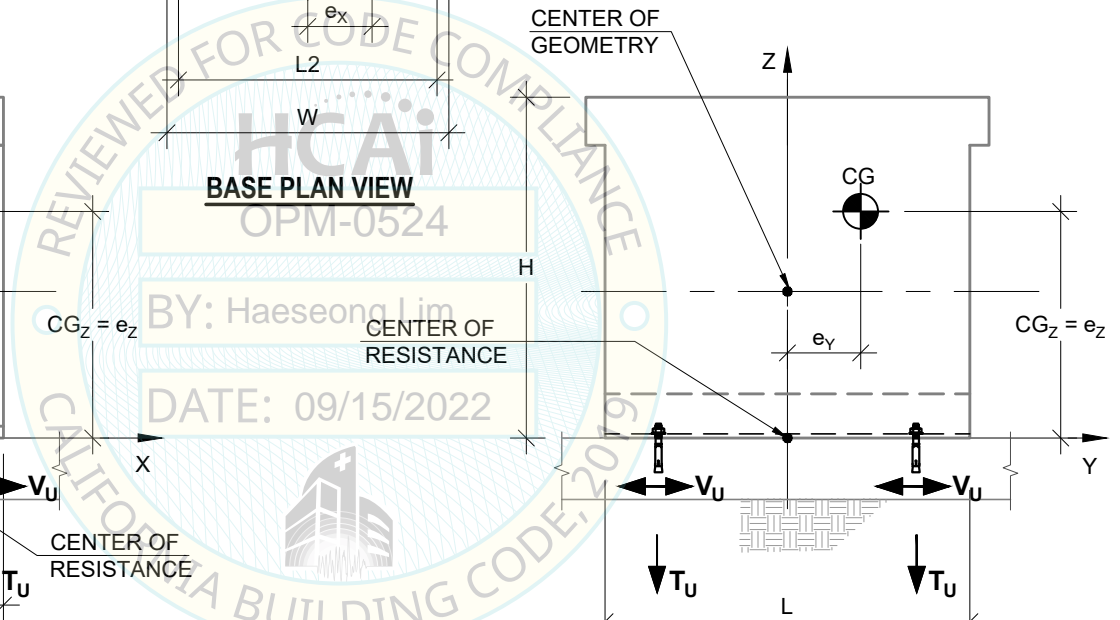 e_X
L2
W
BASE PLAN VIEW
REVIEWED FOR CODE COMPLIANCE
HCAi
OPM-0524
BY: Haeseong Lim
DATE: 09/15/2022
CALIFORNIA BUILDING CODE, 2019
CG_Z = e_Z
X
V_U
CENTER OF
RESISTANCE
T_U
CENTER OF
GEOMETRY
Z
CG
H
CENTER OF
RESISTANCE
e_Y
CG_Z = e_Z
Y
V_U
V_U
T_U
T_U
L